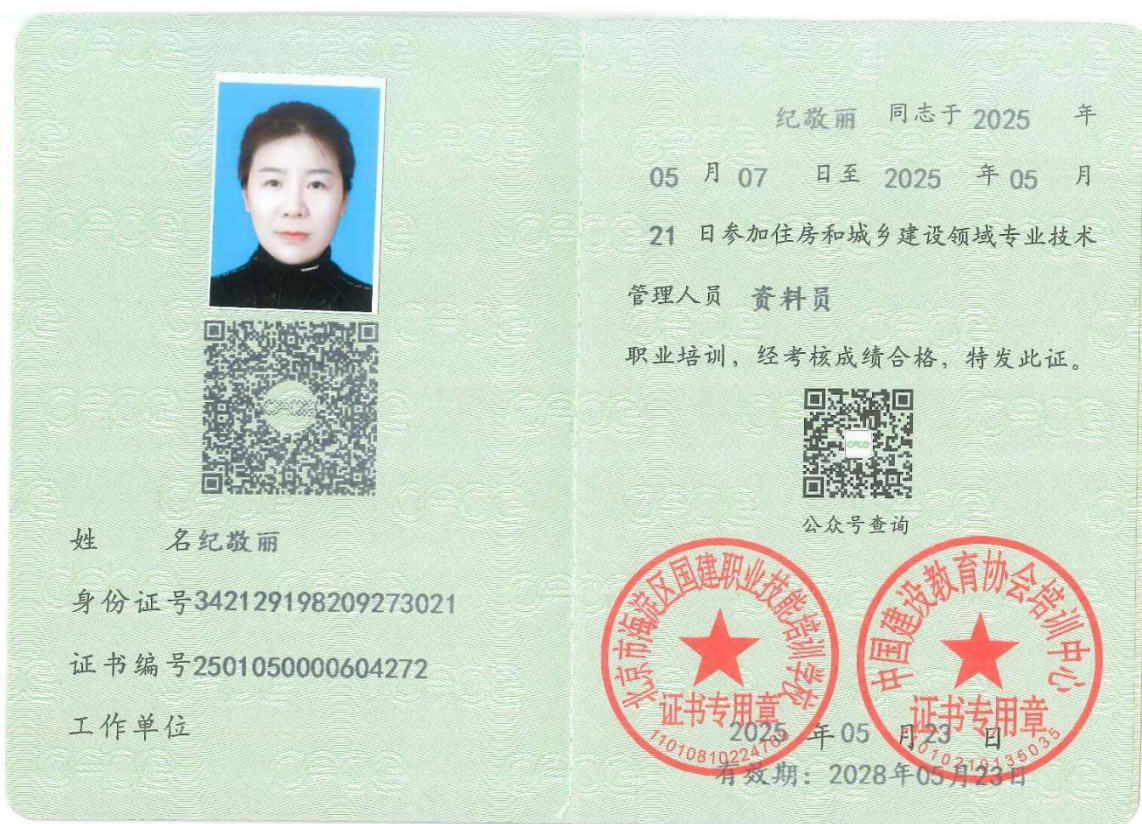 姓 名纪敬丽
身份证号342129198209273021
证书编号2501050000604272
工作单位
纪敬丽 同志于 2025 年
05 月 07 日至 2025 年 05 月
21 日参加住房和城乡建设领域专业技术
管理人员 资料员
职业培训，经考核成绩合格，特发此证。
公众号查询
北京市海淀区国建职业技能培训学校
证书专用章
中国建设教育协会培训中心
证书专用章
11010210135035
2025 年 05 月 23 日
有效期：2028年05月23日